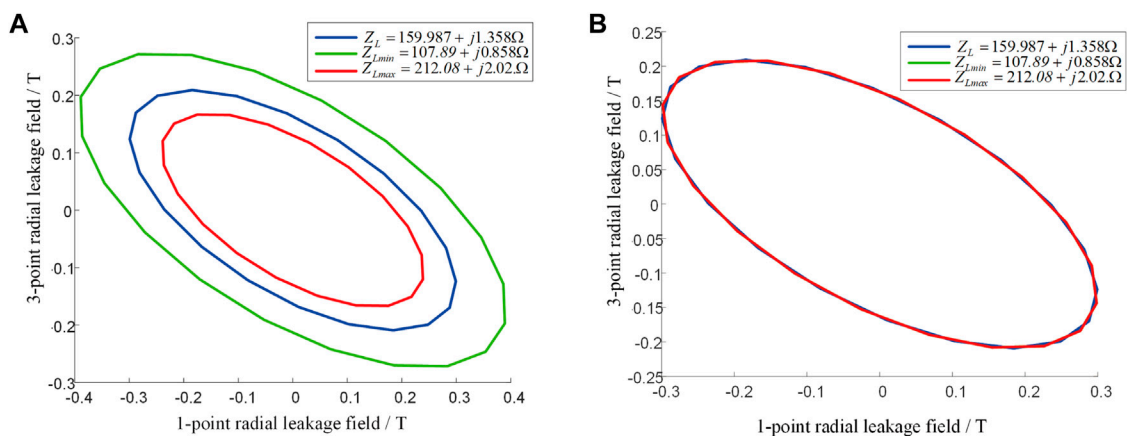 A
Z_L = 159.987 + j1.358Ω
Z_Lmin = 107.89 + j0.858Ω
Z_Lmax = 212.08 + j2.02.Ω
3-point radial leakage field / T
0.3
0.2
0.1
0
-0.1
-0.2
-0.3
-0.4 -0.3 -0.2 -0.1 0 0.1 0.2 0.3 0.4
1-point radial leakage field / T
B
Z_L = 159.987 + j1.358Ω
Z_Lmin = 107.89 + j0.858Ω
Z_Lmax = 212.08 + j2.02.Ω
3-point radial leakage field / T
0.25
0.2
0.15
0.1
0.05
0
0.05
-0.1
-0.15
-0.2
-0.25
-0.3 -0.2 -0.1 0 0.1 0.2 0.3
1-point radial leakage field / T